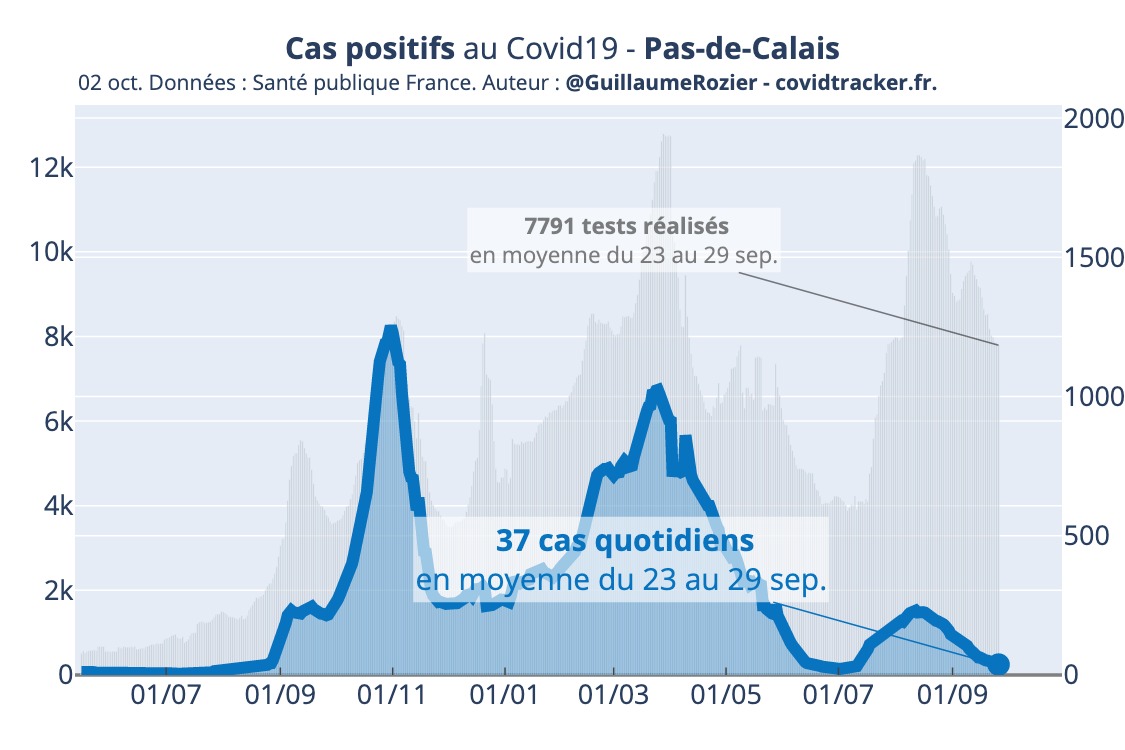 Cas positifs au Covid19 - Pas-de-Calais
02 oct. Données : Santé publique France. Auteur : @GuillaumeRozier - covidtracker.fr.
2000
12k
7791 tests réalisés
en moyenne du 23 au 29 sep.
10k
1500
8k
1000
6k
4k
37 cas quotidiens
500
en moyenne du 23 au 29 sep.
2k
0
0
01/07 01/09 01/11 01/01 01/03 01/05 01/07 01/09